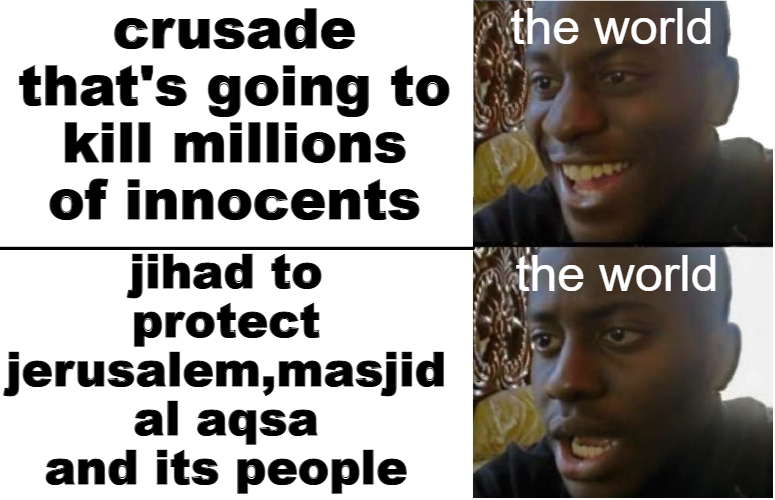 crusade
that's going to
kill millions
of innocents
the world
jihad to
protect
jerusalem,masjid
al aqsa
and its people
the world